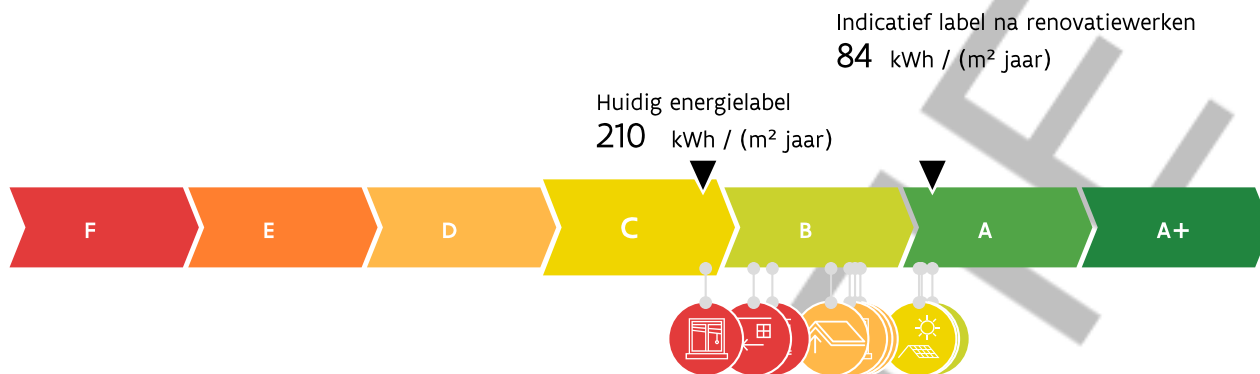 Indicatief label na renovatiewerken
84 kWh / (m² jaar)
Huidig energielabel
210 kWh / (m² jaar)
F E D C B A A+